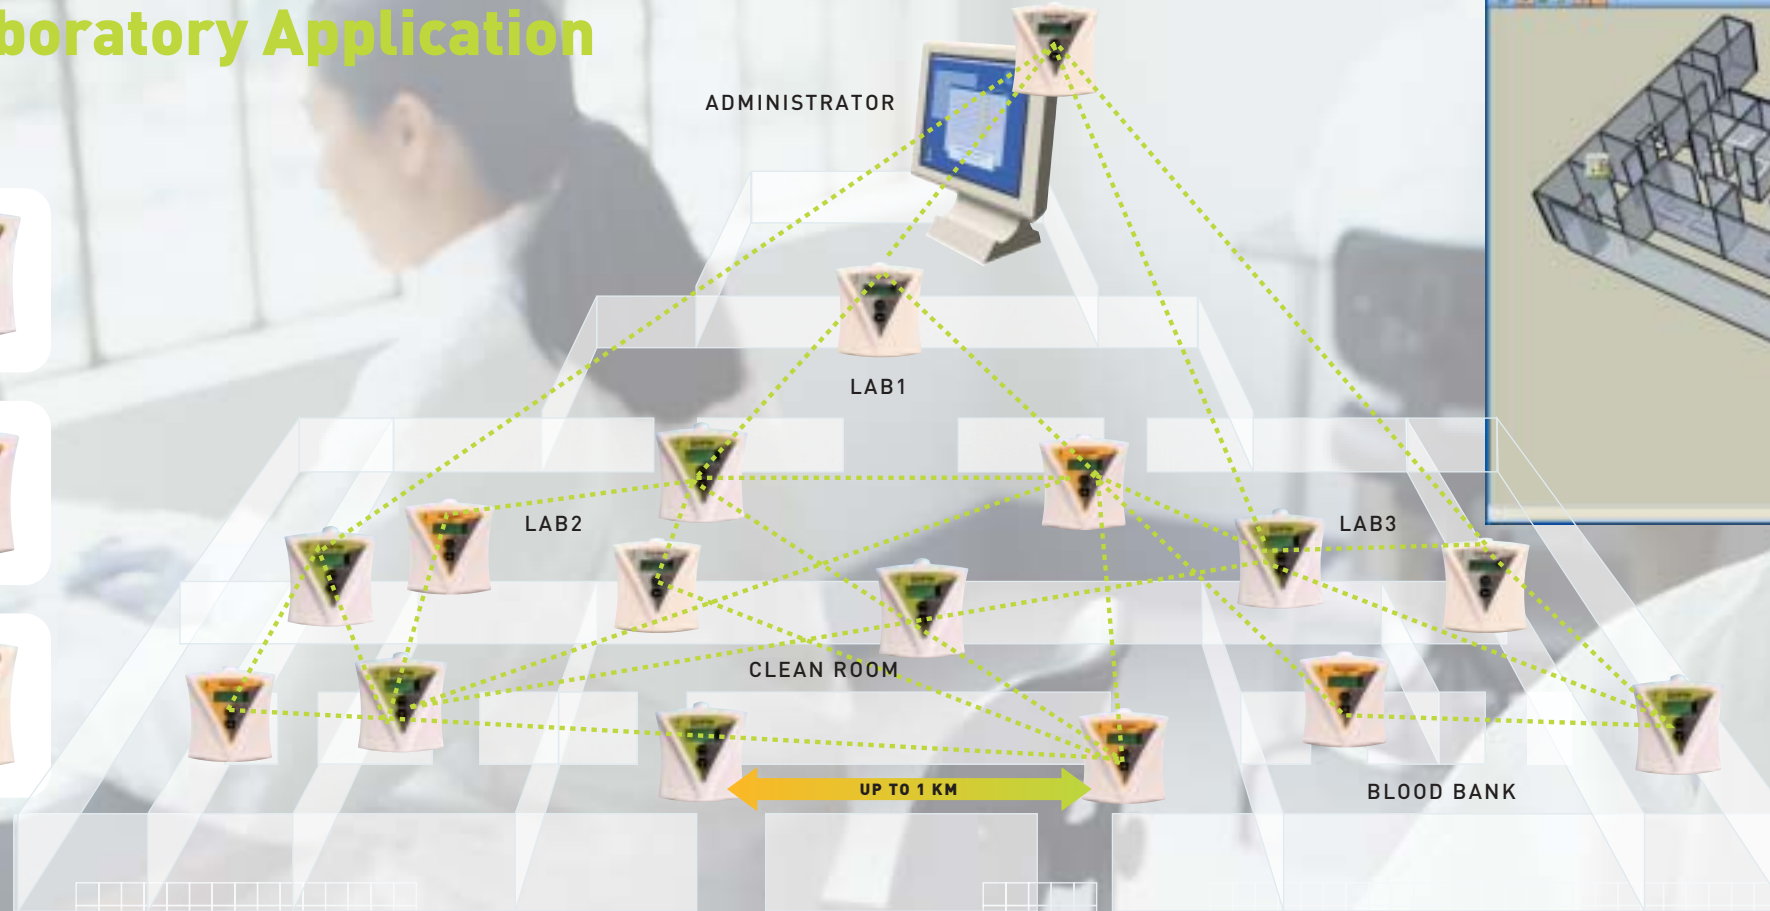 boratory Application
ADMINISTRATOR
LAB1
LAB2
LAB3
CLEAN ROOM
UP TO 1 KM
BLOOD BANK